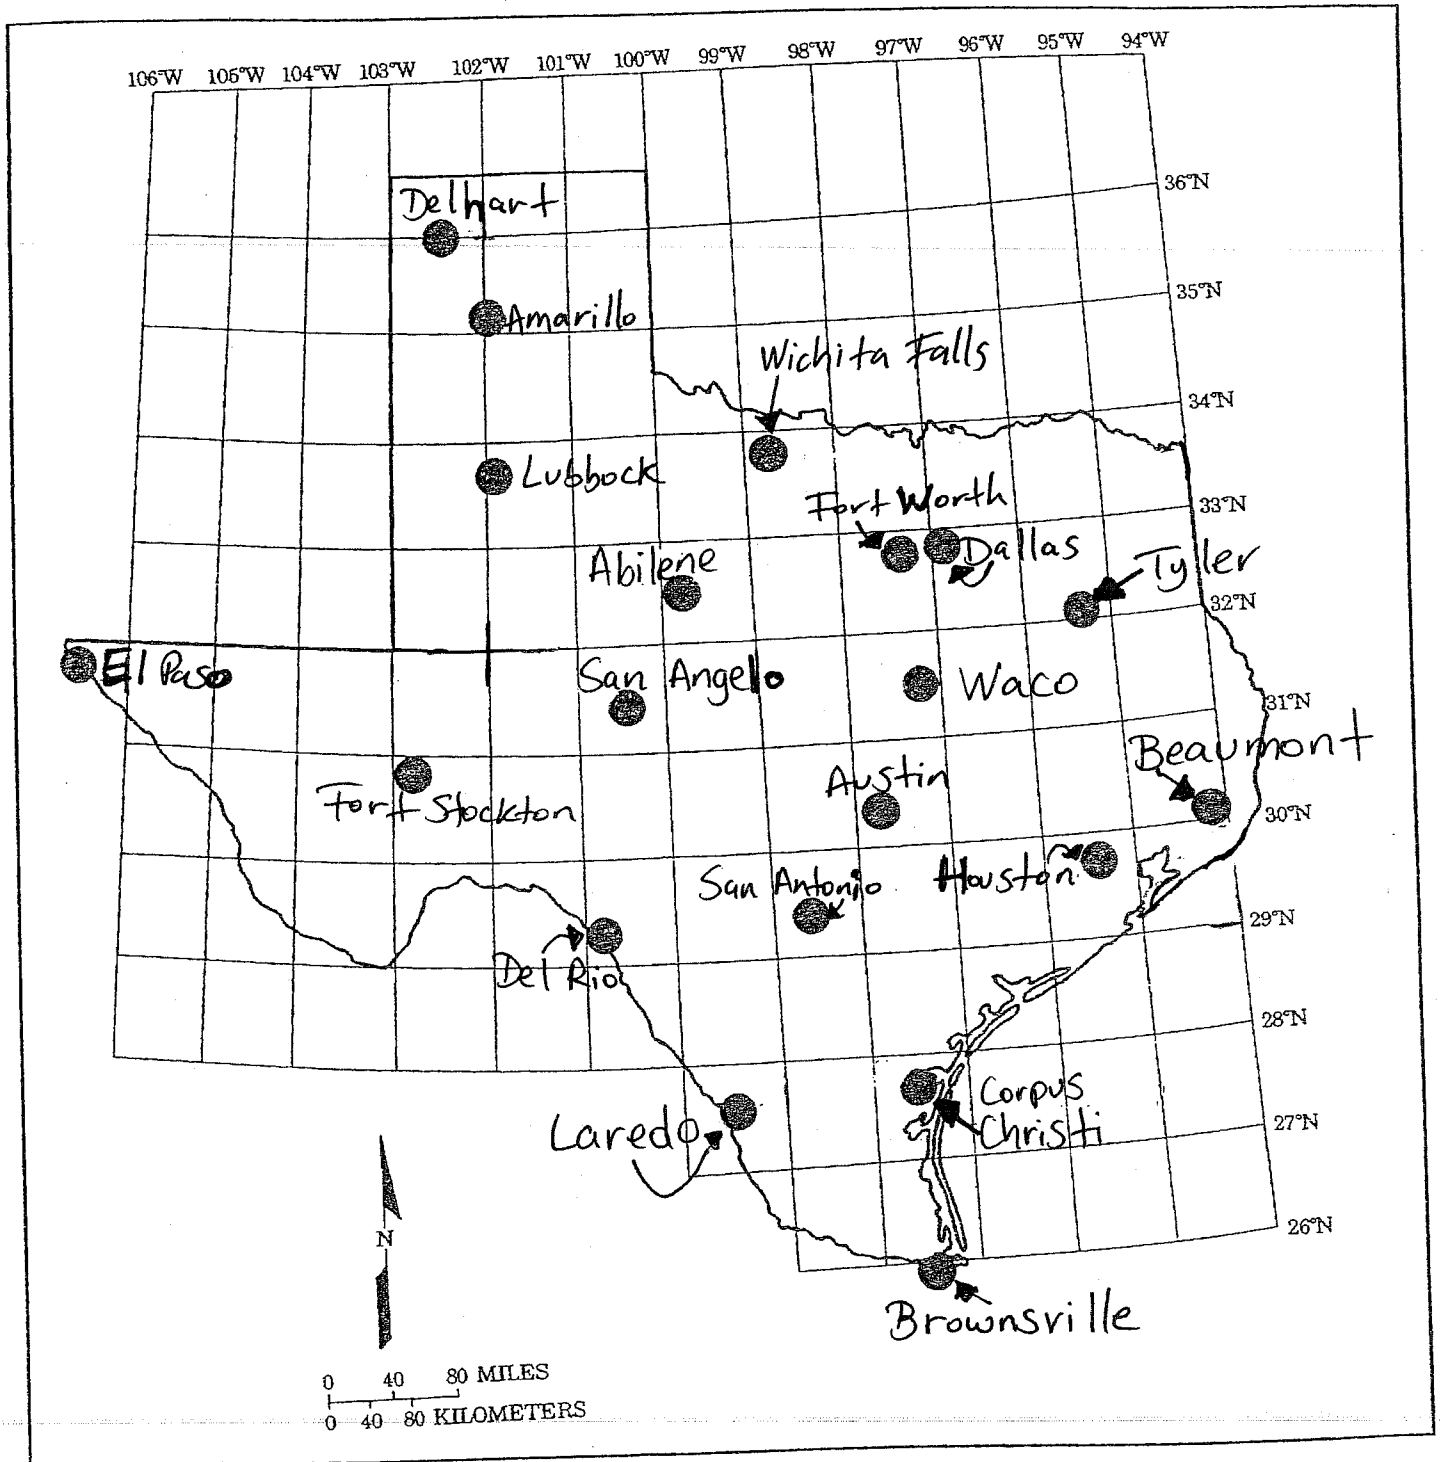 106°W 105°W 104°W 103°W 102°W 101°W 100°W 99°W 98°W 97°W 96°W 95°W 94°W
36°N
Delhart
35°N
Amarillo
Wichita Falls
34°N
Lubbock
Fort Worth
33°N
Abilene
Dallas
Tyler
32°N
El Paso
San Angelo
Waco
31°N
Beaumont
Austin
Fort Stockton
30°N
San Antonio
Houston
29°N
Del Rio
28°N
Corpus
Christi
Laredo
27°N
26°N
N
Brownsville
0 40 80 MILES
0 40 80 KILOMETERS